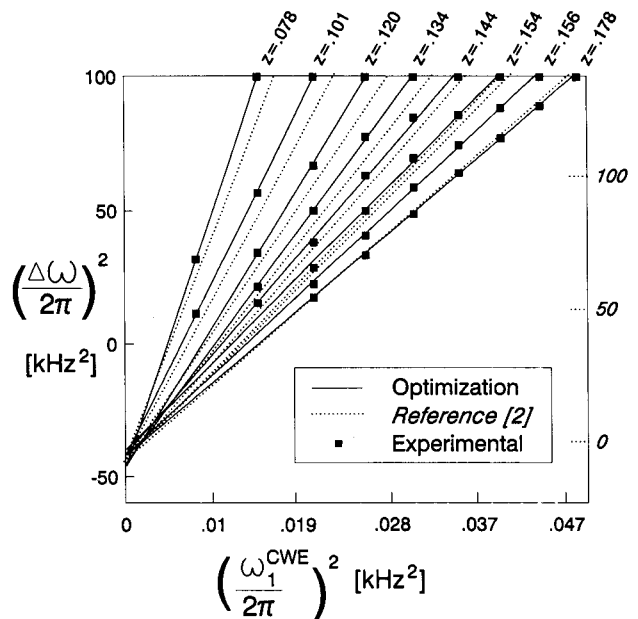 z=.078 z=.101 z=.120 z=.134 z=.144 z=.154 z=.156 z=.178
100
50
0
-50
(Δω/2π)²
[kHz²]
100
50
0
Optimization
Reference [2]
Experimental
0 .01 .019 .028 .037 .047
(ω₁^CWE/2π)² [kHz²]